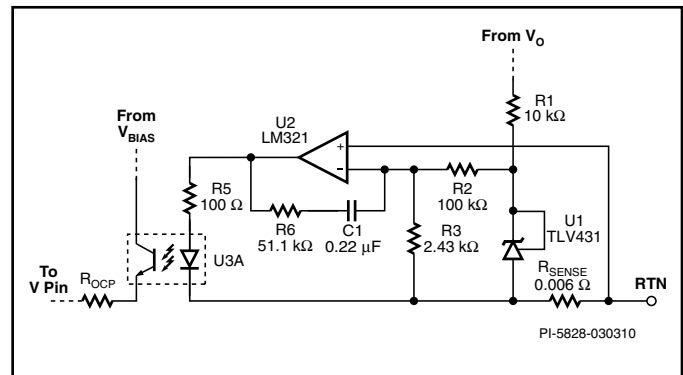 From V_O
R1
10 kΩ
From
V_BIAS
U2
LM321
+
-
R5
100 Ω
R2
100 kΩ
U1
TLV431
R6
51.1 kΩ
C1
0.22 μF
R3
2.43 kΩ
U3A
To
V Pin
R_OCP
R_SENSE
0.006 Ω
RTN
PI-5828-030310